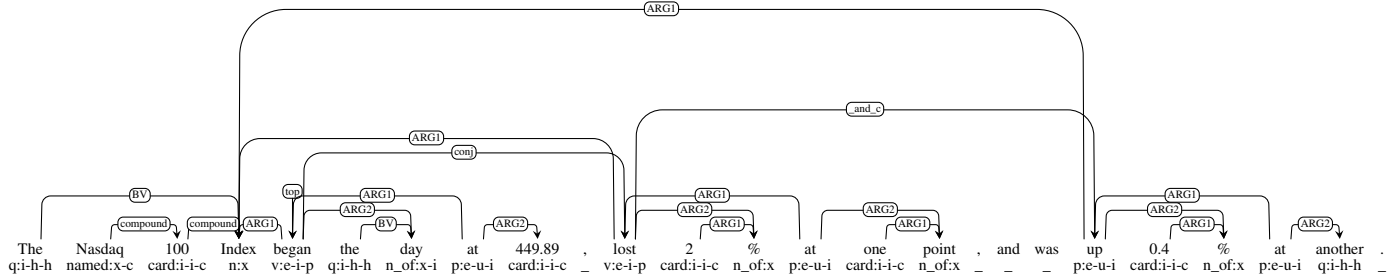 ARG1
_and_c
ARG1
conj
BV top ARG1 ARG1 ARG1
ARG2 ARG2 ARG2 ARG2
compound compound ARG1 BV ARG2 ARG1 ARG1 ARG1 ARG2
The Nasdaq 100 Index began the day at 449.89 , lost 2 % at one point , and was up 0.4 % at another .
q:i-h-h named:x-c card:i-i-c n:x v:e-i-p q:i-h-h n_of:x-i p:e-u-i card:i-i-c _ v:e-i-p card:i-i-c n_of:x p:e-u-i card:i-i-c n_of:x _ _ _ p:e-u-i card:i-i-c n_of:x p:e-u-i q:i-h-h _